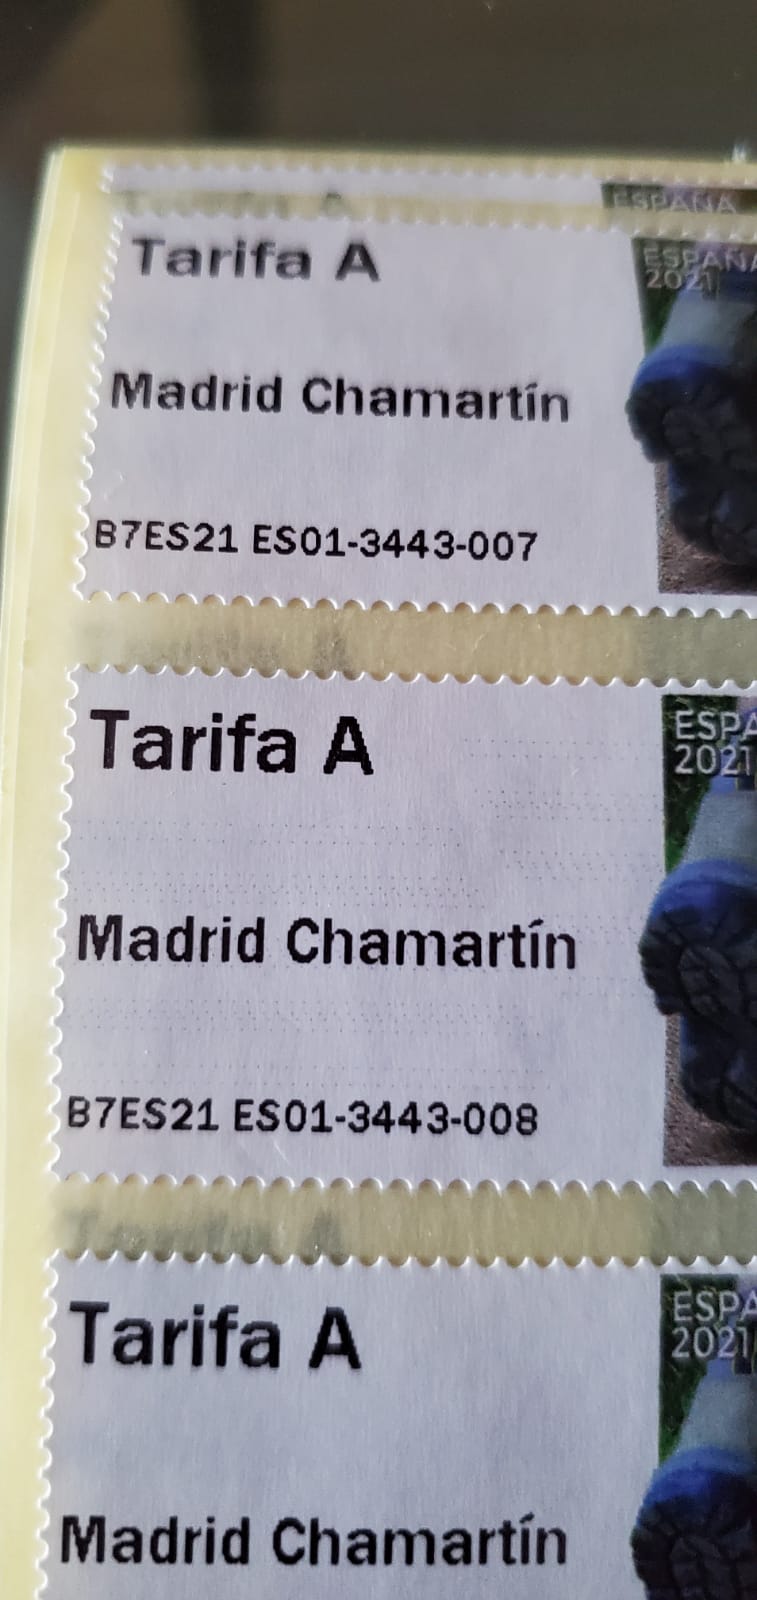 ESPAÑA
Tarifa A
ESPAÑA
2021
Madrid Chamartín
B7ES21 ES01-3443-007
Tarifa A
ESPA
2021
Madrid Chamartín
B7ES21 ES01-3443-008
Tarifa A
ESPA
2021
Madrid Chamartín